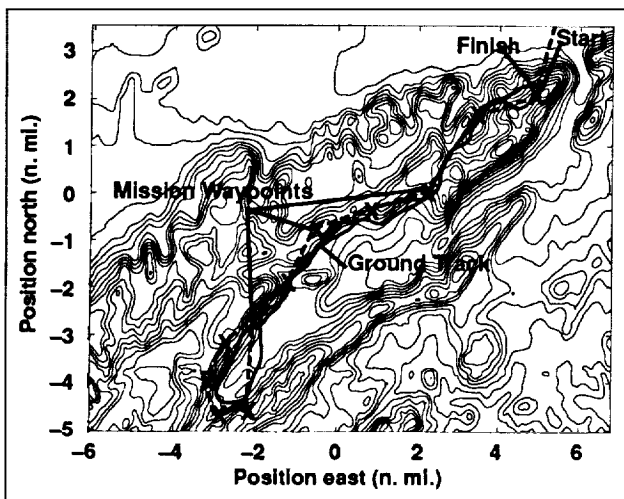 Position north (n. mi.)
3
2
1
0
−1
−2
−3
−4
−5
Finish
Start
Mission Waypoints
Ground Track
−6
−4
−2
0
2
4
6
Position east (n. mi.)